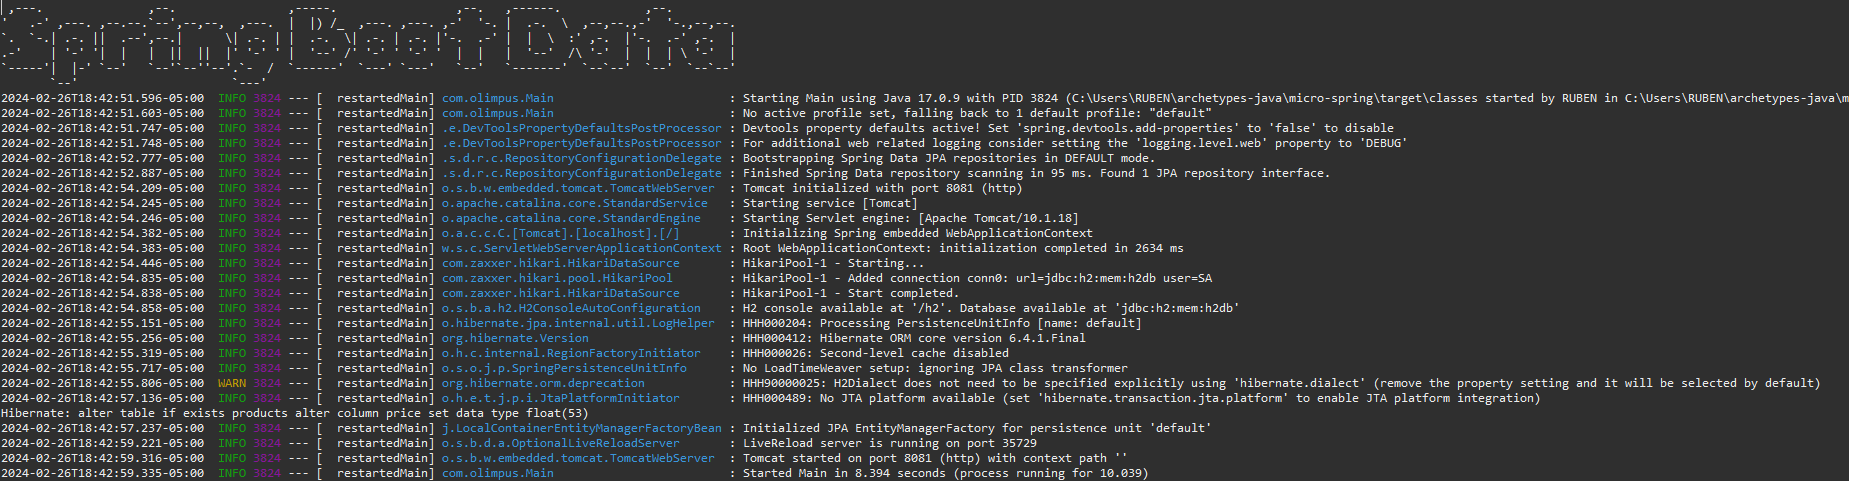 SpringBootData
2024-02-26T18:42:51.596-05:00  INFO 3824 --- [  restartedMain] com.olimpus.Main                         : Starting Main using Java 17.0.9 with PID 3824 (C:\Users\RUBEN\archetypes-java\micro-spring\target\classes started by RUBEN in C:\Users\RUBEN\archetypes-java\m
2024-02-26T18:42:51.603-05:00  INFO 3824 --- [  restartedMain] com.olimpus.Main                         : No active profile set, falling back to 1 default profile: "default"
2024-02-26T18:42:51.747-05:00  INFO 3824 --- [  restartedMain] .e.DevToolsPropertyDefaultsPostProcessor : Devtools property defaults active! Set 'spring.devtools.add-properties' to 'false' to disable
2024-02-26T18:42:51.748-05:00  INFO 3824 --- [  restartedMain] .e.DevToolsPropertyDefaultsPostProcessor : For additional web related logging consider setting the 'logging.level.web' property to 'DEBUG'
2024-02-26T18:42:52.777-05:00  INFO 3824 --- [  restartedMain] .s.d.r.c.RepositoryConfigurationDelegate : Bootstrapping Spring Data JPA repositories in DEFAULT mode.
2024-02-26T18:42:52.887-05:00  INFO 3824 --- [  restartedMain] .s.d.r.c.RepositoryConfigurationDelegate : Finished Spring Data repository scanning in 95 ms. Found 1 JPA repository interface.
2024-02-26T18:42:54.209-05:00  INFO 3824 --- [  restartedMain] o.s.b.w.embedded.tomcat.TomcatWebServer  : Tomcat initialized with port 8081 (http)
2024-02-26T18:42:54.245-05:00  INFO 3824 --- [  restartedMain] o.apache.catalina.core.StandardService   : Starting service [Tomcat]
2024-02-26T18:42:54.246-05:00  INFO 3824 --- [  restartedMain] o.apache.catalina.core.StandardEngine    : Starting Servlet engine: [Apache Tomcat/10.1.18]
2024-02-26T18:42:54.382-05:00  INFO 3824 --- [  restartedMain] o.a.c.c.C.[Tomcat].[localhost].[/]       : Initializing Spring embedded WebApplicationContext
2024-02-26T18:42:54.383-05:00  INFO 3824 --- [  restartedMain] w.s.c.ServletWebServerApplicationContext : Root WebApplicationContext: initialization completed in 2634 ms
2024-02-26T18:42:54.446-05:00  INFO 3824 --- [  restartedMain] com.zaxxer.hikari.HikariDataSource       : HikariPool-1 - Starting...
2024-02-26T18:42:54.835-05:00  INFO 3824 --- [  restartedMain] com.zaxxer.hikari.pool.HikariPool        : HikariPool-1 - Added connection conn0: url=jdbc:h2:mem:h2db user=SA
2024-02-26T18:42:54.838-05:00  INFO 3824 --- [  restartedMain] com.zaxxer.hikari.HikariDataSource       : HikariPool-1 - Start completed.
2024-02-26T18:42:54.858-05:00  INFO 3824 --- [  restartedMain] o.s.b.a.h2.H2ConsoleAutoConfiguration    : H2 console available at '/h2'. Database available at 'jdbc:h2:mem:h2db'
2024-02-26T18:42:55.151-05:00  INFO 3824 --- [  restartedMain] o.hibernate.jpa.internal.util.LogHelper  : HHH000204: Processing PersistenceUnitInfo [name: default]
2024-02-26T18:42:55.256-05:00  INFO 3824 --- [  restartedMain] org.hibernate.Version                    : HHH000412: Hibernate ORM core version 6.4.1.Final
2024-02-26T18:42:55.319-05:00  INFO 3824 --- [  restartedMain] o.h.c.internal.RegionFactoryInitiator    : HHH000026: Second-level cache disabled
2024-02-26T18:42:55.717-05:00  INFO 3824 --- [  restartedMain] o.s.o.j.p.SpringPersistenceUnitInfo      : No LoadTimeWeaver setup: ignoring JPA class transformer
2024-02-26T18:42:55.806-05:00  WARN 3824 --- [  restartedMain] org.hibernate.orm.deprecation            : HHH90000025: H2Dialect does not need to be specified explicitly using 'hibernate.dialect' (remove the property setting and it will be selected by default)
2024-02-26T18:42:57.136-05:00  INFO 3824 --- [  restartedMain] o.h.e.t.j.p.i.JtaPlatformInitiator       : HHH000489: No JTA platform available (set 'hibernate.transaction.jta.platform' to enable JTA platform integration)
Hibernate: alter table if exists products alter column price set data type float(53)
2024-02-26T18:42:57.237-05:00  INFO 3824 --- [  restartedMain] j.LocalContainerEntityManagerFactoryBean : Initialized JPA EntityManagerFactory for persistence unit 'default'
2024-02-26T18:42:59.221-05:00  INFO 3824 --- [  restartedMain] o.s.b.d.a.OptionalLiveReloadServer       : LiveReload server is running on port 35729
2024-02-26T18:42:59.316-05:00  INFO 3824 --- [  restartedMain] o.s.b.w.embedded.tomcat.TomcatWebServer  : Tomcat started on port 8081 (http) with context path ''
2024-02-26T18:42:59.335-05:00  INFO 3824 --- [  restartedMain] com.olimpus.Main                         : Started Main in 8.394 seconds (process running for 10.039)